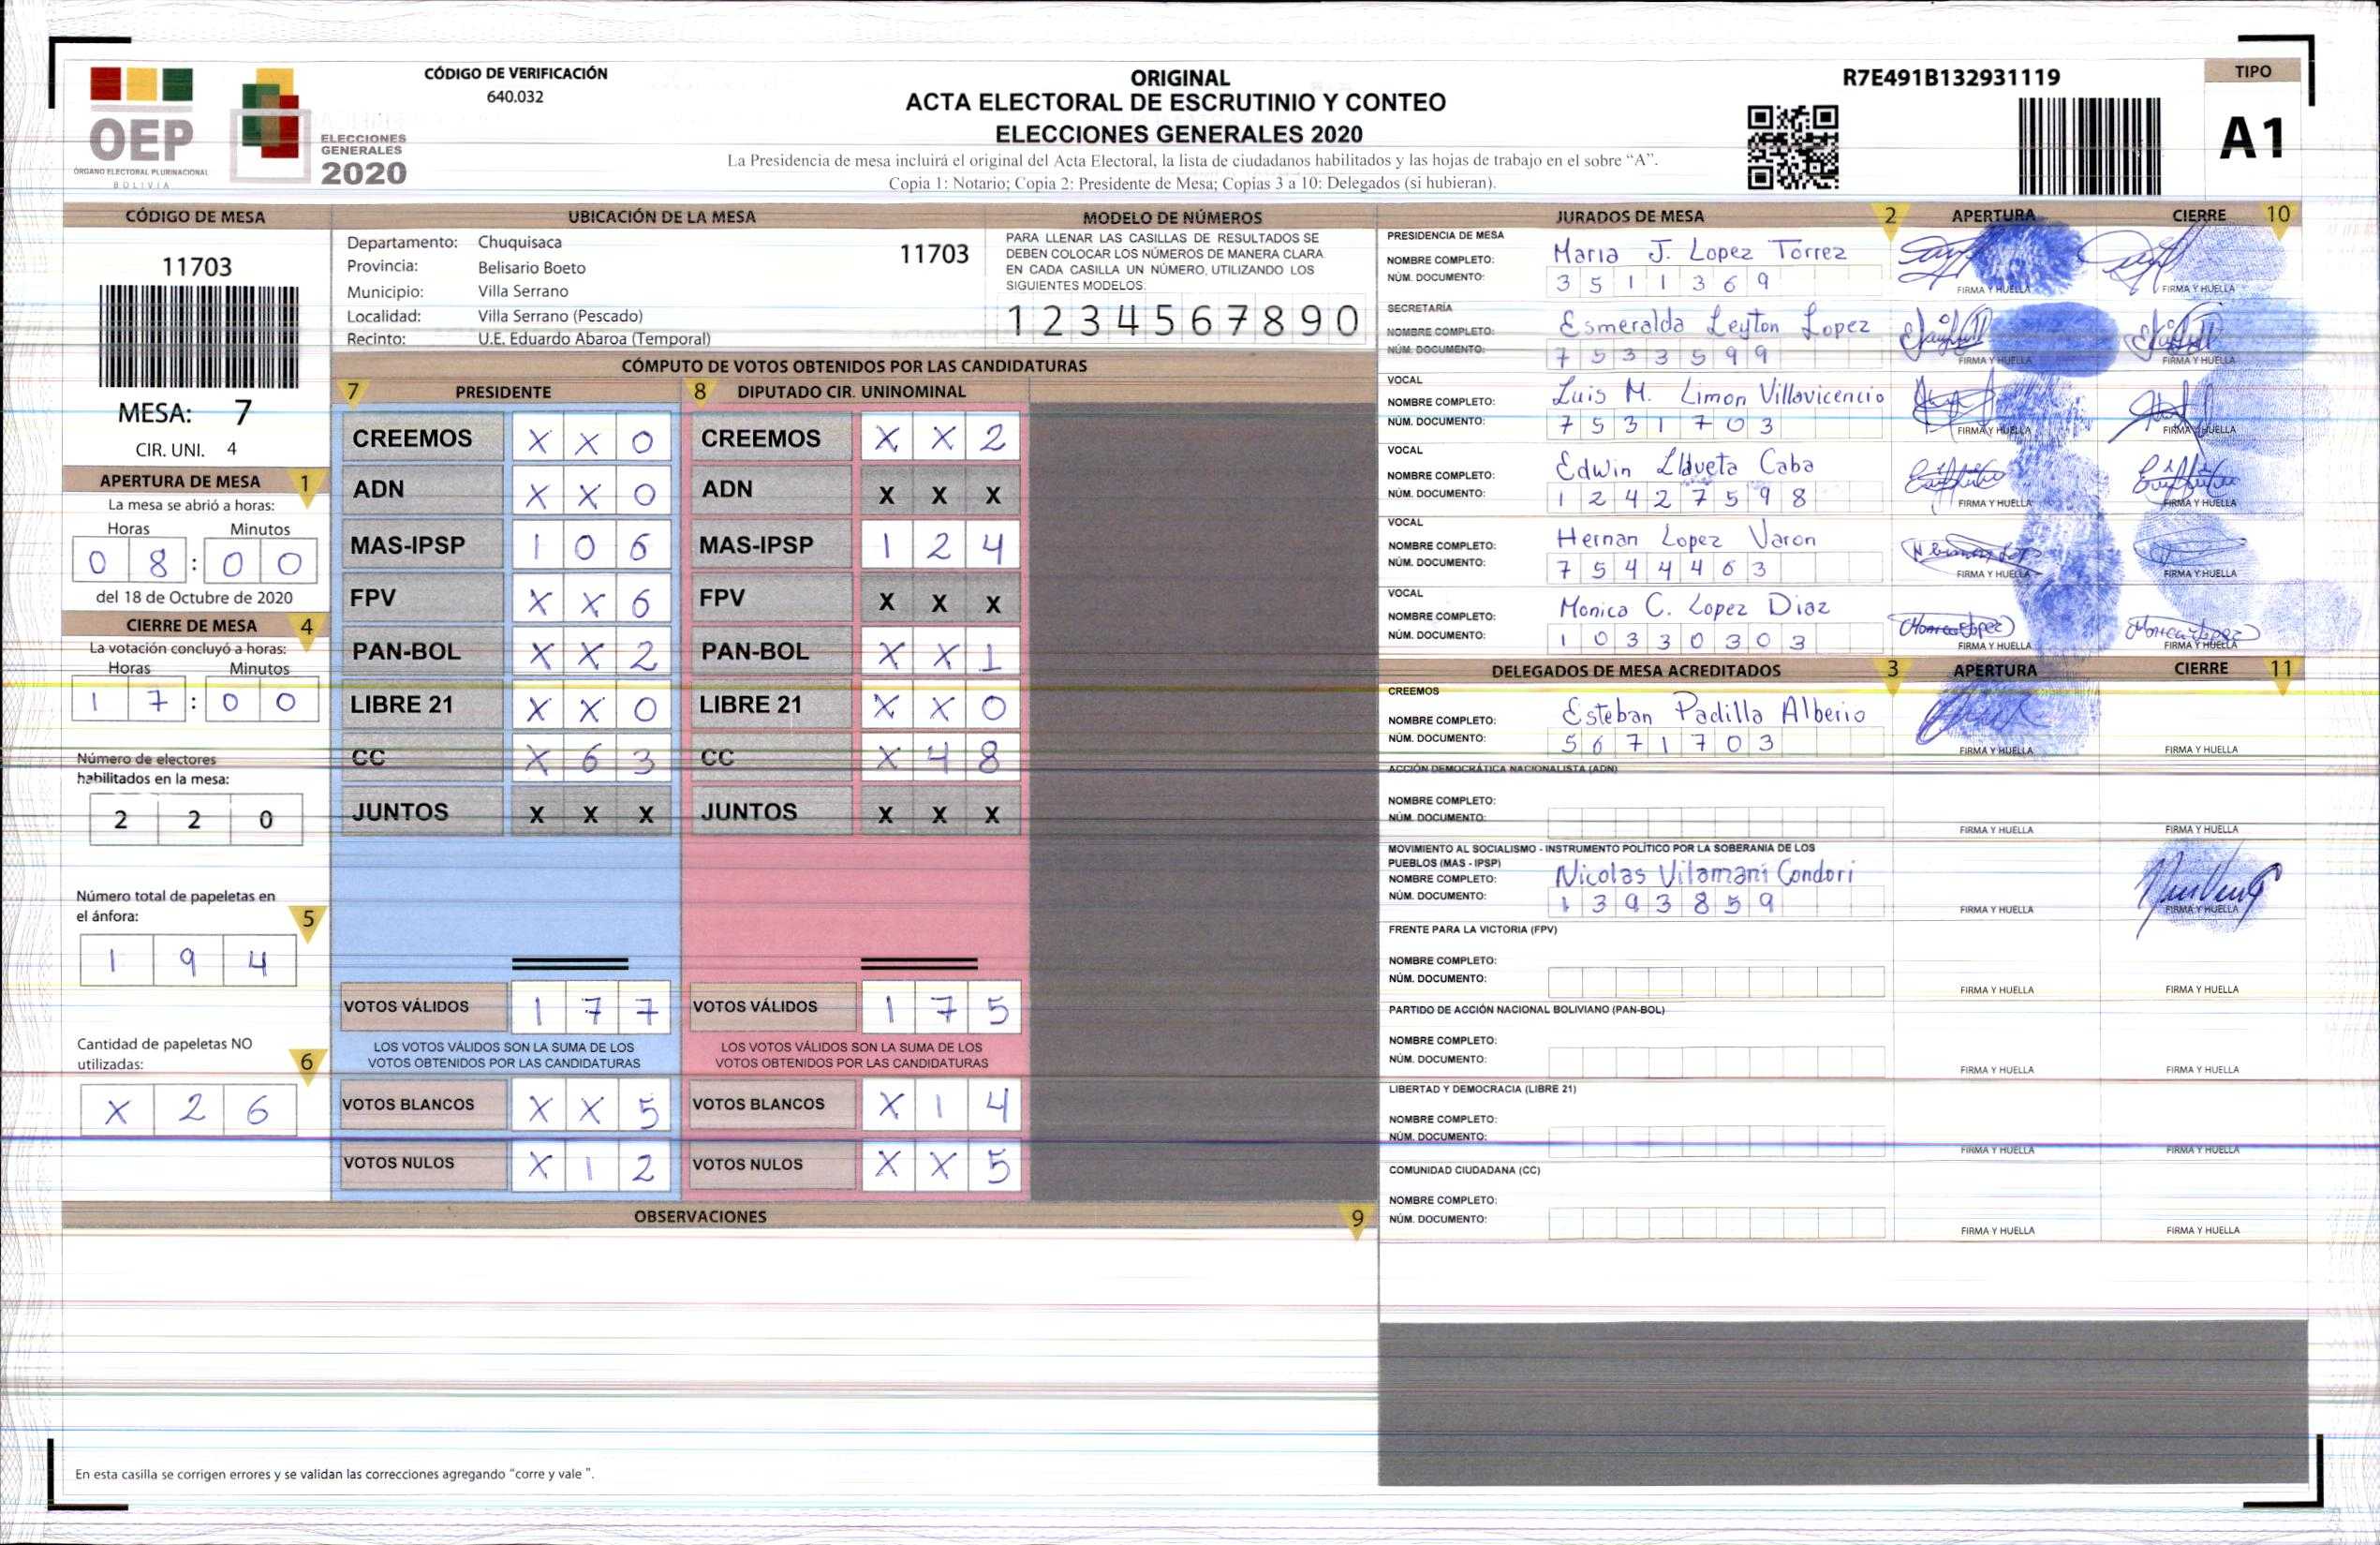 CÓDIGO DE VERIFICACIÓN
640.032
OEP
ÓRGANO ELECTORAL PLURINACIONAL
BOLIVIA
ELECCIONES
GENERALES
2020
ORIGINAL
ACTA ELECTORAL DE ESCRUTINIO Y CONTEO
ELECCIONES GENERALES 2020
La Presidencia de mesa incluirá el original del Acta Electoral, la lista de ciudadanos habilitados y las hojas de trabajo en el sobre “A”.
Copia 1: Notario; Copia 2: Presidente de Mesa; Copias 3 a 10: Delegados (si hubieran).
R7E491B132931119
TIPO
A1
CÓDIGO DE MESA
11703
MESA: 7
CIR. UNI. 4
APERTURA DE MESA 1
La mesa se abrió a horas:
Horas Minutos
0 8 : 0 0
del 18 de Octubre de 2020
CIERRE DE MESA 4
La votación concluyó a horas:
Horas Minutos
1 7 : 0 0
Número de electores
habilitados en la mesa:
2 2 0
Número total de papeletas en
el ánfora: 5
1 9 4
Cantidad de papeletas NO
utilizadas: 6
X 2 6
UBICACIÓN DE LA MESA
Departamento: Chuquisaca 11703
Provincia: Belisario Boeto
Municipio: Villa Serrano
Localidad: Villa Serrano (Pescado)
Recinto: U.E. Eduardo Abaroa (Temporal)
MODELO DE NÚMEROS
PARA LLENAR LAS CASILLAS DE RESULTADOS SE
DEBEN COLOCAR LOS NÚMEROS DE MANERA CLARA
EN CADA CASILLA UN NÚMERO, UTILIZANDO LOS
SIGUIENTES MODELOS:
1 2 3 4 5 6 7 8 9 0
CÓMPUTO DE VOTOS OBTENIDOS POR LAS CANDIDATURAS
7 PRESIDENTE
CREEMOS X X 0
ADN X X 0
MAS-IPSP 1 0 6
FPV X X 6
PAN-BOL X X 2
LIBRE 21 X X 0
CC X 6 3
JUNTOS X X X
VOTOS VÁLIDOS 1 7 7
LOS VOTOS VÁLIDOS SON LA SUMA DE LOS
VOTOS OBTENIDOS POR LAS CANDIDATURAS
VOTOS BLANCOS X X 5
VOTOS NULOS X 1 2
8 DIPUTADO CIR. UNINOMINAL
CREEMOS X X 2
ADN X X X
MAS-IPSP 1 2 4
FPV X X X
PAN-BOL X X 1
LIBRE 21 X X 0
CC X 4 8
JUNTOS X X X
VOTOS VÁLIDOS 1 7 5
LOS VOTOS VÁLIDOS SON LA SUMA DE LOS
VOTOS OBTENIDOS POR LAS CANDIDATURAS
VOTOS BLANCOS X 1 4
VOTOS NULOS X X 5
OBSERVACIONES 9
En esta casilla se corrigen errores y se validan las correcciones agregando "corre y vale ".
JURADOS DE MESA 2 APERTURA CIERRE 10
PRESIDENCIA DE MESA
NOMBRE COMPLETO: Maria J. Lopez Torrez
NÚM. DOCUMENTO: 3 5 1 1 3 6 9
FIRMA Y HUELLA FIRMA Y HUELLA
SECRETARÍA
NOMBRE COMPLETO: Esmeralda Leyton Lopez
NÚM. DOCUMENTO: 7 5 3 3 5 9 9
FIRMA Y HUELLA FIRMA Y HUELLA
VOCAL
NOMBRE COMPLETO: Luis M. Limon Villavicencio
NÚM. DOCUMENTO: 7 5 3 1 7 0 3
FIRMA Y HUELLA FIRMA Y HUELLA
VOCAL
NOMBRE COMPLETO: Edwin Llaveta Caba
NÚM. DOCUMENTO: 1 2 4 2 7 5 9 8
FIRMA Y HUELLA FIRMA Y HUELLA
VOCAL
NOMBRE COMPLETO: Hernan Lopez Varon
NÚM. DOCUMENTO: 7 5 4 4 4 6 3
FIRMA Y HUELLA FIRMA Y HUELLA
VOCAL
NOMBRE COMPLETO: Monica C. Lopez Diaz
NÚM. DOCUMENTO: 1 0 3 3 0 3 0 3
FIRMA Y HUELLA FIRMA Y HUELLA
DELEGADOS DE MESA ACREDITADOS 3 APERTURA CIERRE 11
CREEMOS
NOMBRE COMPLETO: Esteban Padilla Alberio
NÚM. DOCUMENTO: 5 6 7 1 7 0 3
FIRMA Y HUELLA FIRMA Y HUELLA
ACCIÓN DEMOCRÁTICA NACIONALISTA (ADN)
NOMBRE COMPLETO:
NÚM. DOCUMENTO:
FIRMA Y HUELLA FIRMA Y HUELLA
MOVIMIENTO AL SOCIALISMO - INSTRUMENTO POLÍTICO POR LA SOBERANIA DE LOS
PUEBLOS (MAS - IPSP)
NOMBRE COMPLETO: Nicolas Vilamani Condori
NÚM. DOCUMENTO: 1 3 9 3 8 5 9
FIRMA Y HUELLA FIRMA Y HUELLA
FRENTE PARA LA VICTORIA (FPV)
NOMBRE COMPLETO:
NÚM. DOCUMENTO:
FIRMA Y HUELLA FIRMA Y HUELLA
PARTIDO DE ACCIÓN NACIONAL BOLIVIANO (PAN-BOL)
NOMBRE COMPLETO:
NÚM. DOCUMENTO:
FIRMA Y HUELLA FIRMA Y HUELLA
LIBERTAD Y DEMOCRACIA (LIBRE 21)
NOMBRE COMPLETO:
NÚM. DOCUMENTO:
FIRMA Y HUELLA FIRMA Y HUELLA
COMUNIDAD CIUDADANA (CC)
NOMBRE COMPLETO:
NÚM. DOCUMENTO:
FIRMA Y HUELLA FIRMA Y HUELLA